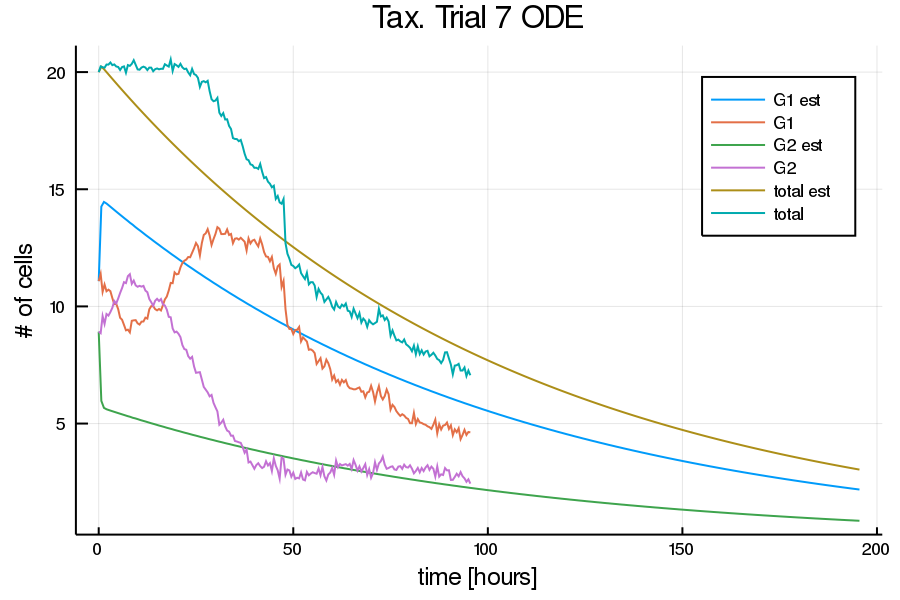 Tax. Trial 7 ODE
# of cells
20
15
10
5
0
50
100
150
200
time [hours]
G1 est
G1
G2 est
G2
total est
total